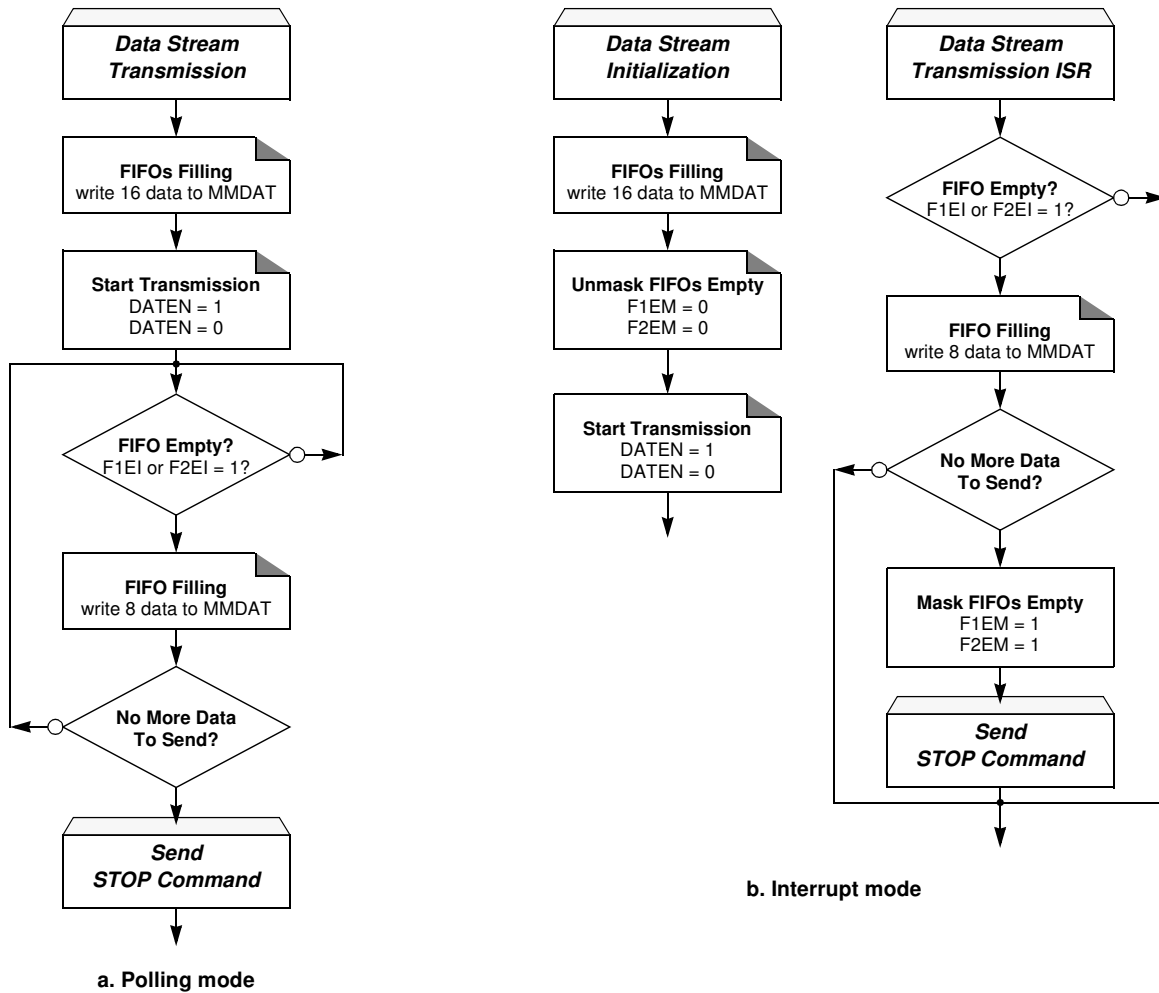 Data Stream
Transmission
FIFOs Filling
write 16 data to MMDAT
Start Transmission
DATEN = 1
DATEN = 0
FIFO Empty?
F1EI or F2EI = 1?
FIFO Filling
write 8 data to MMDAT
No More Data
To Send?
Send
STOP Command
a. Polling mode
Data Stream
Initialization
FIFOs Filling
write 16 data to MMDAT
Unmask FIFOs Empty
F1EM = 0
F2EM = 0
Start Transmission
DATEN = 1
DATEN = 0
Data Stream
Transmission ISR
FIFO Empty?
F1EI or F2EI = 1?
FIFO Filling
write 8 data to MMDAT
No More Data
To Send?
Mask FIFOs Empty
F1EM = 1
F2EM = 1
Send
STOP Command
b. Interrupt mode